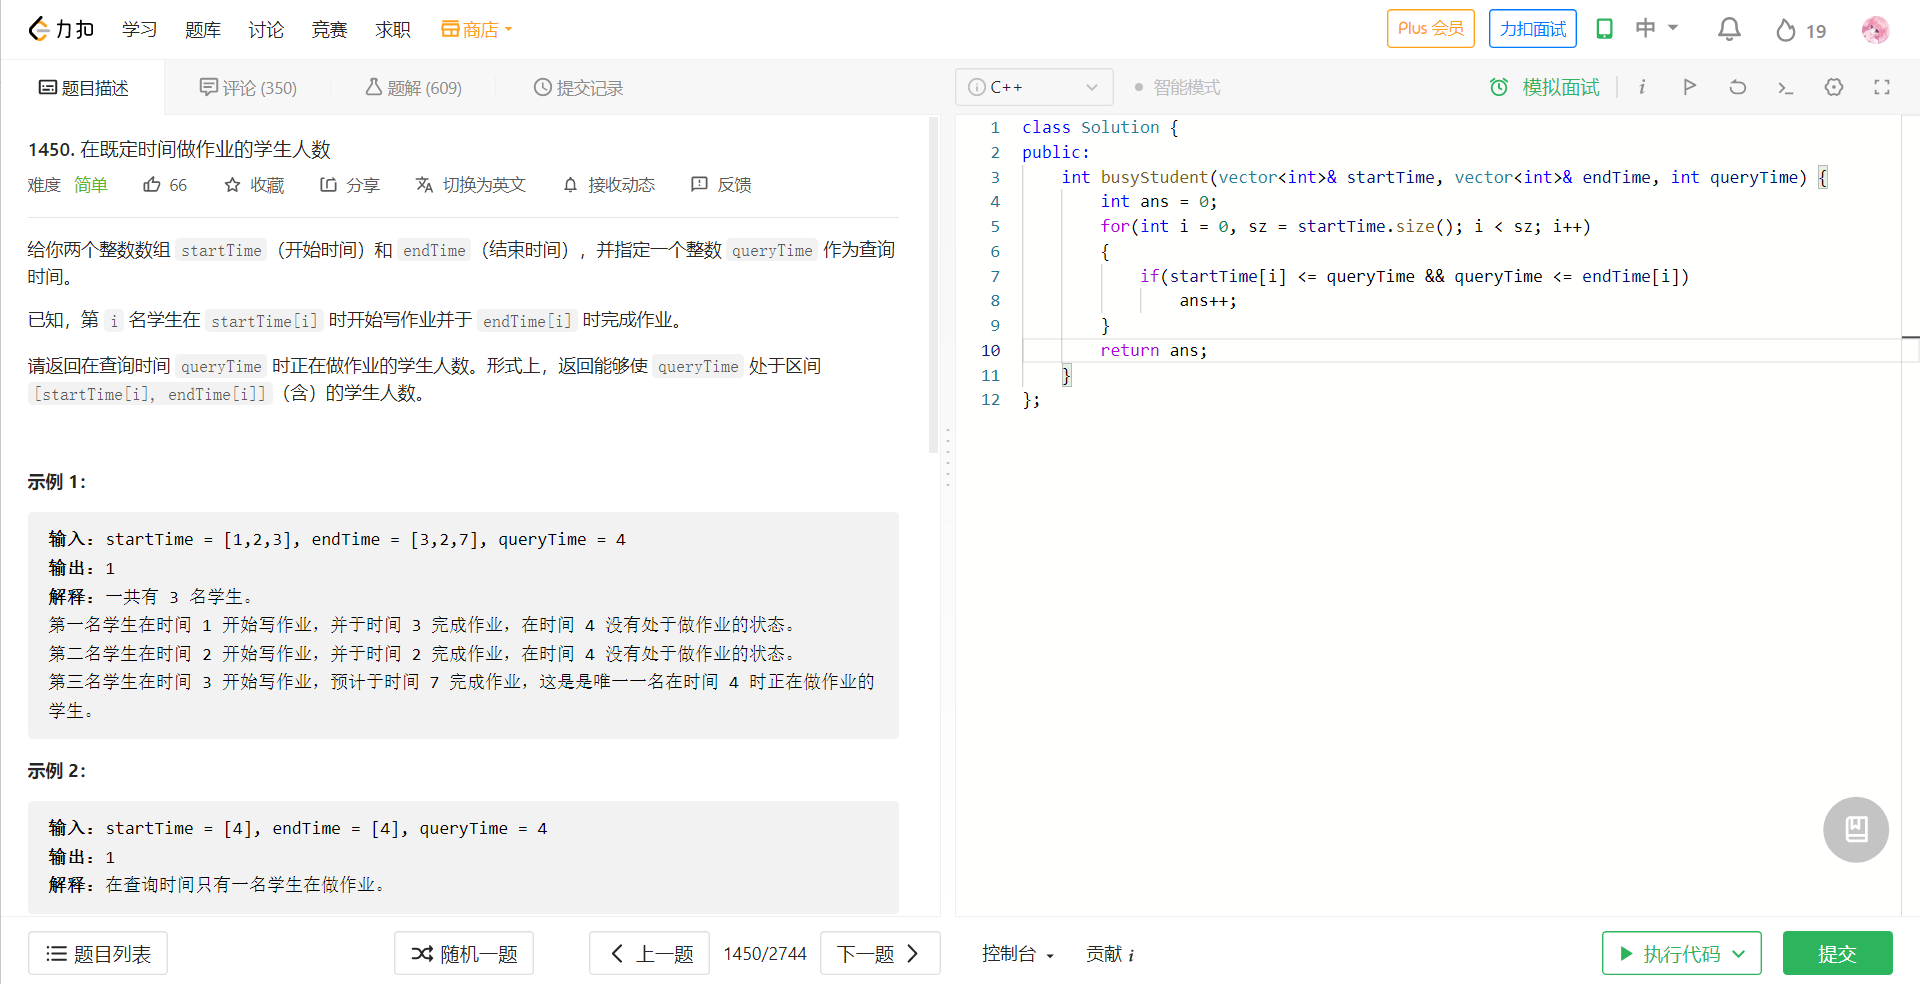 力扣 学习 题库 讨论 竞赛 求职 商店 Plus 会员 力扣面试 中 19
题目描述 评论 (350) 题解 (609) 提交记录 C++ 智能模式 模拟面试 i
1450. 在既定时间做作业的学生人数
难度 简单 66 收藏 分享 切换为英文 接收动态 反馈
给你两个整数数组 startTime（开始时间）和 endTime（结束时间），并指定一个整数 queryTime 作为查询
时间。
已知，第 i 名学生在 startTime[i] 时开始写作业并于 endTime[i] 时完成作业。
请返回在查询时间 queryTime 时正在做作业的学生人数。形式上，返回能够使 queryTime 处于区间
[startTime[i], endTime[i]]（含）的学生人数。
示例 1：
输入：startTime = [1,2,3], endTime = [3,2,7], queryTime = 4
输出：1
解释：一共有 3 名学生。
第一名学生在时间 1 开始写作业，并于时间 3 完成作业，在时间 4 没有处于做作业的状态。
第二名学生在时间 2 开始写作业，并于时间 2 完成作业，在时间 4 没有处于做作业的状态。
第三名学生在时间 3 开始写作业，预计于时间 7 完成作业，这是是唯一一名在时间 4 时正在做作业的
学生。
示例 2：
输入：startTime = [4], endTime = [4], queryTime = 4
输出：1
解释：在查询时间只有一名学生在做作业。
1 class Solution {
2 public:
3     int busyStudent(vector<int>& startTime, vector<int>& endTime, int queryTime) {
4         int ans = 0;
5         for(int i = 0, sz = startTime.size(); i < sz; i++)
6         {
7             if(startTime[i] <= queryTime && queryTime <= endTime[i])
8                 ans++;
9         }
10         return ans;
11     }
12 };
题目列表 随机一题 上一题 1450/2744 下一题 控制台 贡献 i 执行代码 提交